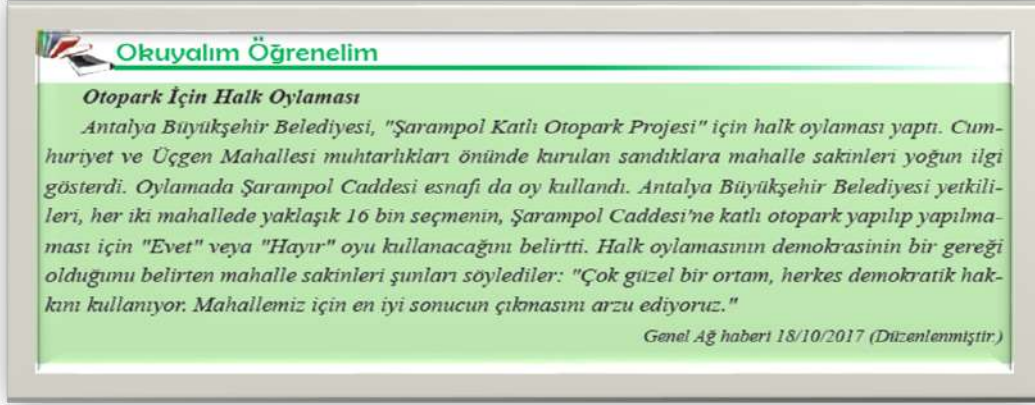 Okuyalım Öğrenelim
Otopark İçin Halk Oylaması
Antalya Büyükşehir Belediyesi, "Şarampol Katlı Otopark Projesi" için halk oylaması yaptı. Cum-
huriyet ve Üçgen Mahallesi muhtarlıkları önünde kurulan sandıklara mahalle sakinleri yoğun ilgi
gösterdi. Oylamada Şarampol Caddesi esnafı da oy kullandı. Antalya Büyükşehir Belediyesi yetkili-
leri, her iki mahallede yaklaşık 16 bin seçmenin, Şarampol Caddesi'ne katlı otopark yapılıp yapılma-
ması için "Evet" veya "Hayır" oyu kullanacağını belirtti. Halk oylamasının demokrasinin bir gereği
olduğunu belirten mahalle sakinleri şunları söylediler: "Çok güzel bir ortam, herkes demokratik hak-
kını kullanıyor. Mahallemiz için en iyi sonucun çıkmasını arzu ediyoruz."
Genel Ağ haberi 18/10/2017 (Düzenlenmiştir.)